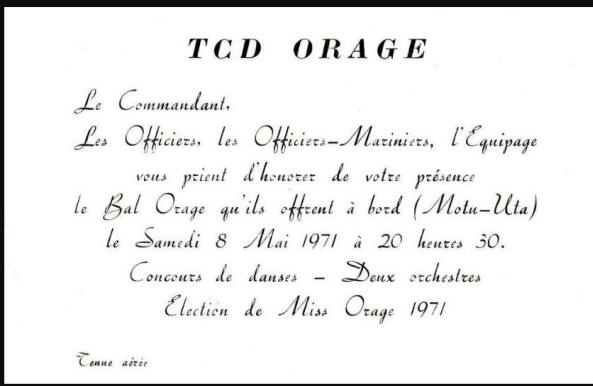 TCD ORAGE
Le Commandant,
Les Officiers, les Officiers-Mariniers, l'Equipage
vous prient d'honorer de votre présence
le Bal Orage qu'ils offrent à bord (Motu-Uta)
le Samedi 8 Mai 1971 à 20 heures 30.
Concours de danses - Deux orchestres
Election de Miss Orage 1971
Tenue aérée